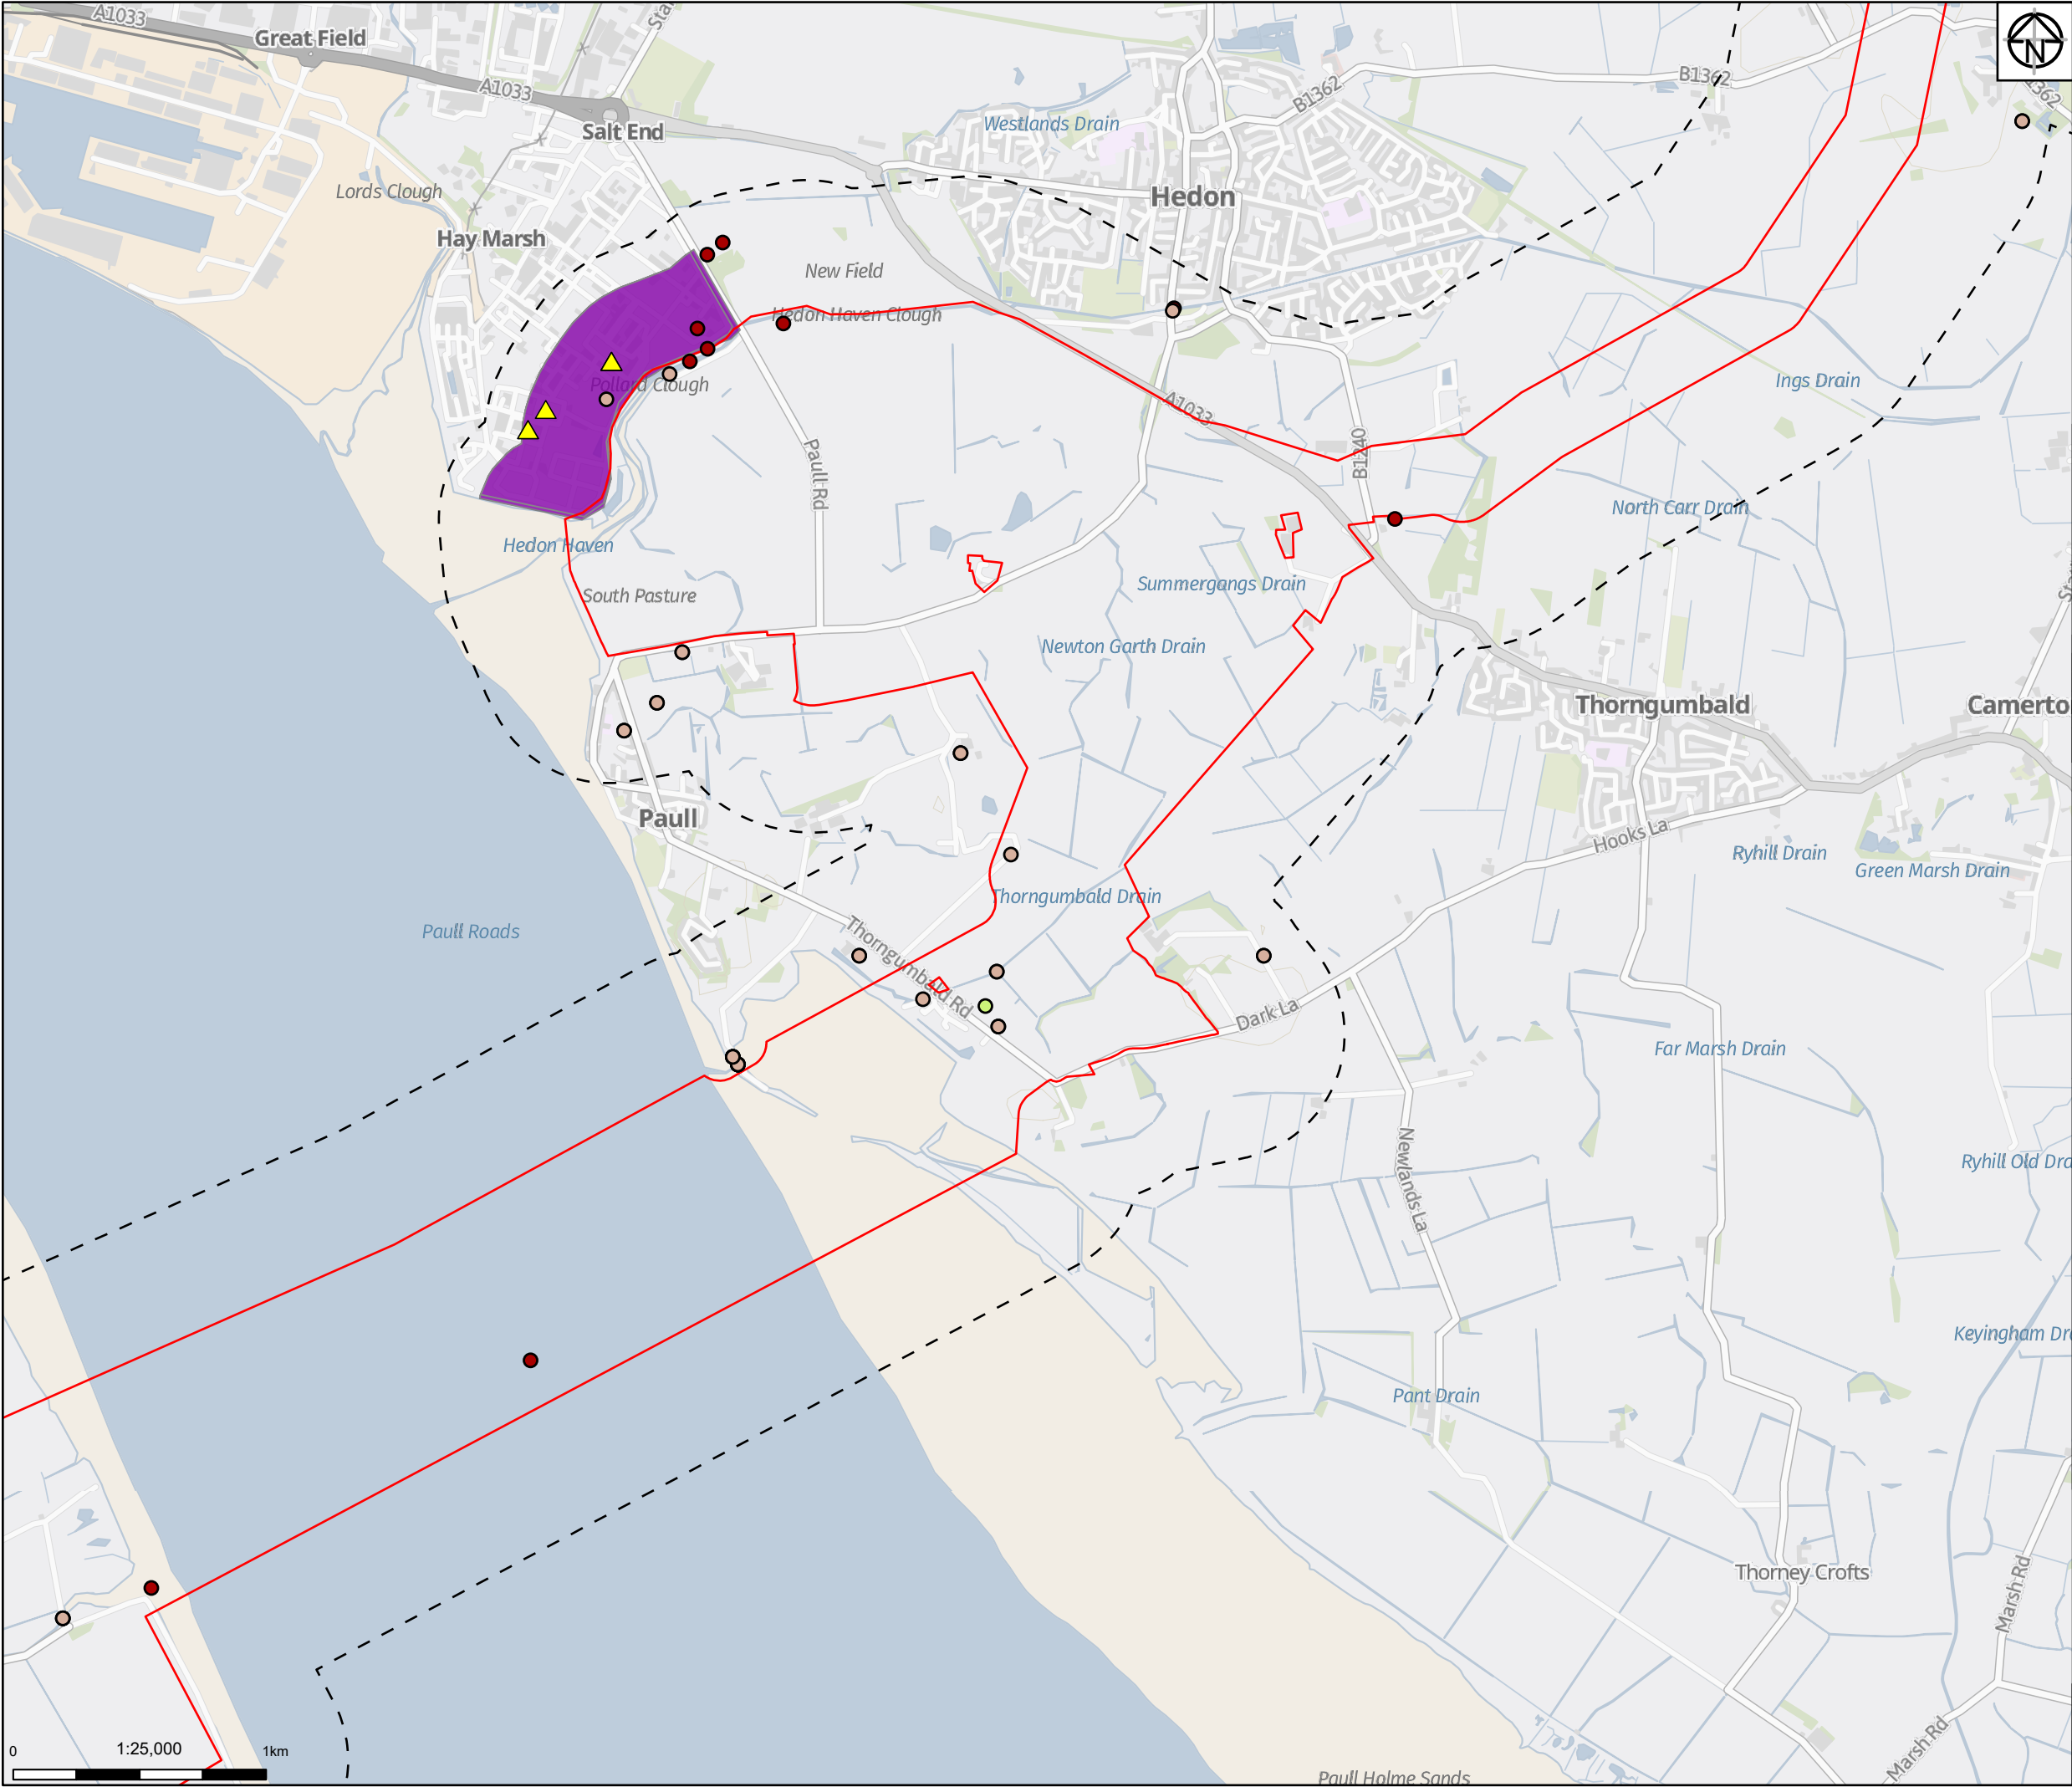 A1033
Great Field
Sta
N
A1033
B1362
B1362
1362
Salt End
Westlands Drain
Lords Clough
Hedon
Hay Marsh
New Field
Hedon Haven Clough
Pollard Clough
Ings Drain
A1033
B1240
Paull Rd
North Carr Drain
Hedon Haven
Summergangs Drain
South Pasture
Newton Garth Drain
Thorngumbald
Camerto
Paull
Hooks La
Ryhill Drain
Green Marsh Drain
Thorngumbald Drain
Paull Roads
Thorngumbald Rd
Dark La
Far Marsh Drain
Newlands La
Ryhill Old Dra
Keyingham Dr
Pant Drain
Thorney Crofts
Marsh Rd
Marsh Rd
0
1:25,000
1km
Paull Holme Sands